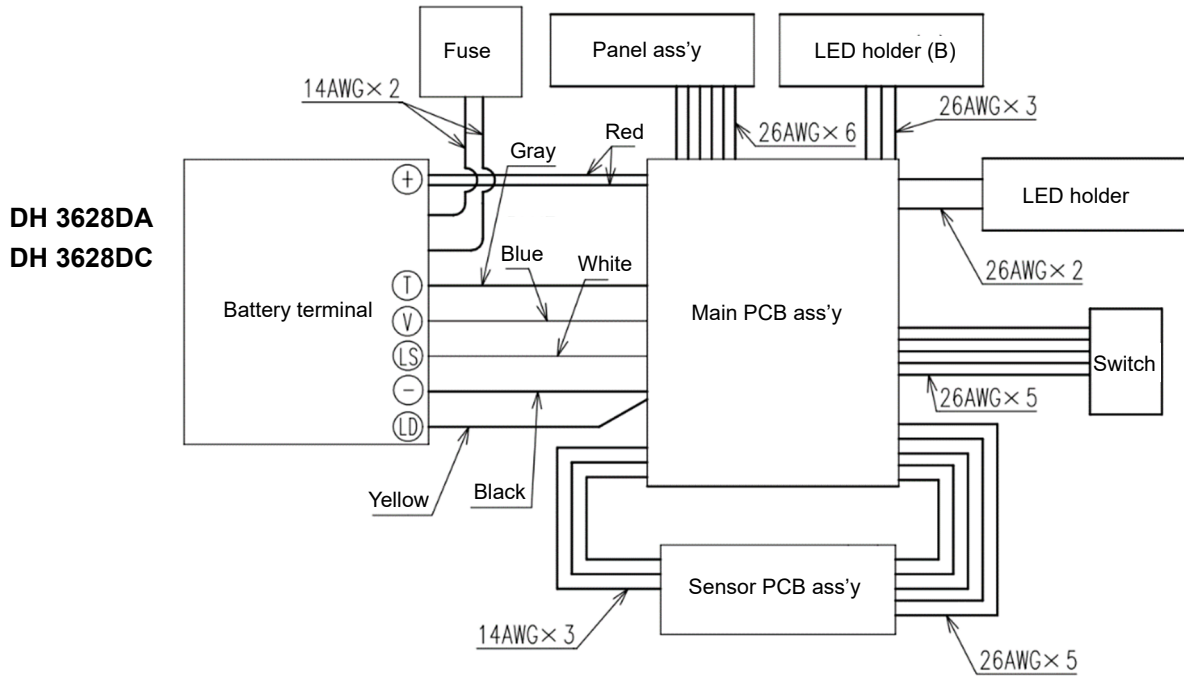 Fuse
Panel ass'y
LED holder (B)
14AWG×2
26AWG×6
26AWG×3
Red
Gray
DH 3628DA
DH 3628DC
Battery terminal
+
T
V
LS
-
LD
Blue
White
Main PCB ass'y
LED holder
26AWG×2
Switch
26AWG×5
Yellow
Black
Sensor PCB ass'y
14AWG×3
26AWG×5